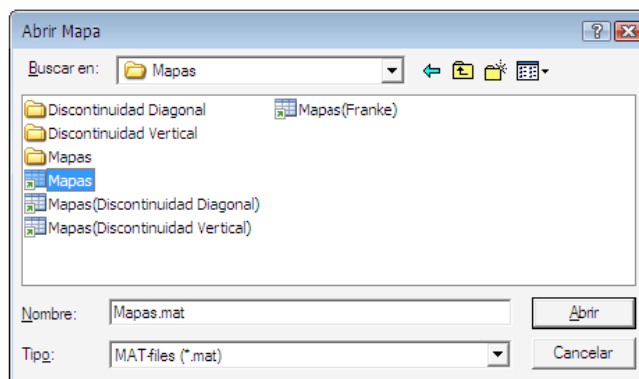 Abrir Mapa
Buscar en: Mapas
Discontinuidad Diagonal
Discontinuidad Vertical
Mapas
Mapas
Mapas(Discontinuidad Diagonal)
Mapas(Discontinuidad Vertical)
Mapas(Franke)
Nombre: Mapas.mat Abrir
Tipo: MAT-files (*.mat) Cancelar